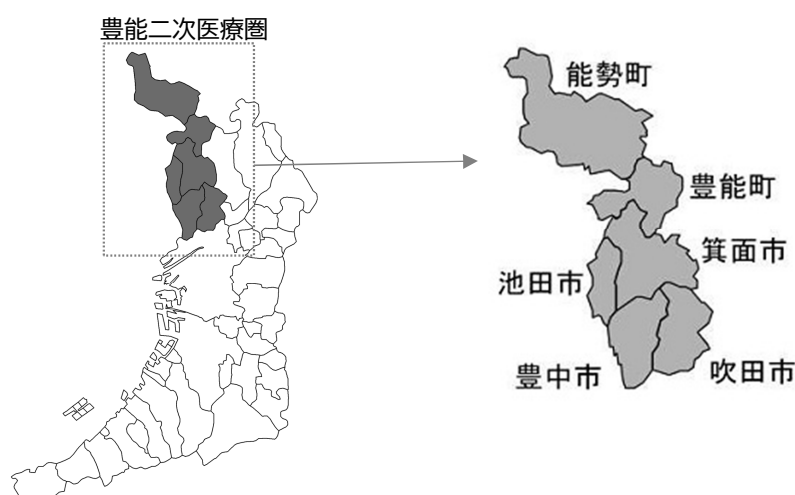 豊能二次医療圏
能勢町
豊能町
箕面市
池田市
豊中市
吹田市